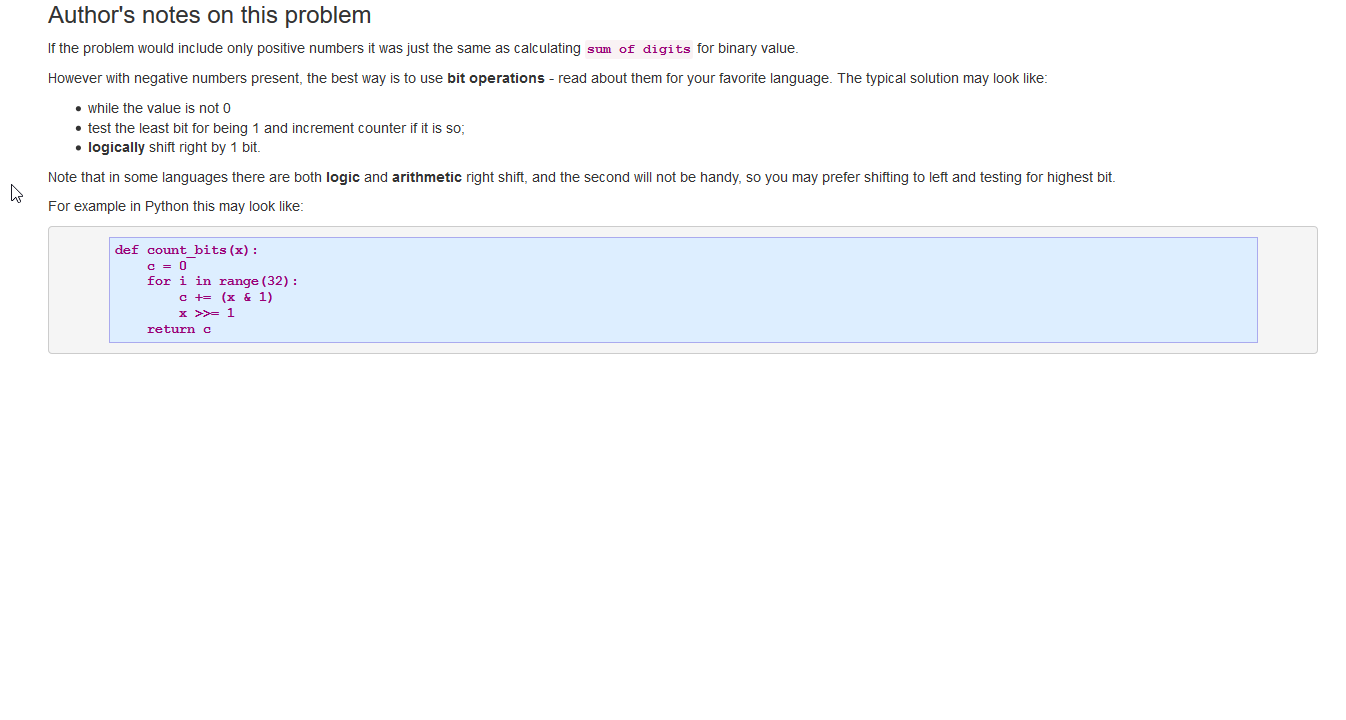 Author's notes on this problem
If the problem would include only positive numbers it was just the same as calculating sum of digits for binary value.
However with negative numbers present, the best way is to use bit operations - read about them for your favorite language. The typical solution may look like:
• while the value is not 0
• test the least bit for being 1 and increment counter if it is so;
• logically shift right by 1 bit.
Note that in some languages there are both logic and arithmetic right shift, and the second will not be handy, so you may prefer shifting to left and testing for highest bit.
For example in Python this may look like:
def count_bits(x):
    c = 0
    for i in range(32):
        c += (x & 1)
        x >>= 1
    return c